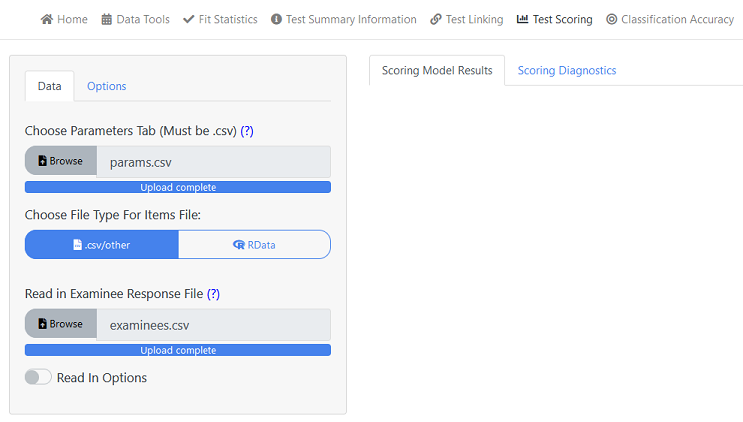 Home Data Tools Fit Statistics Test Summary Information Test Linking Test Scoring Classification Accuracy
Data Options
Choose Parameters Tab (Must be .csv) (?)
Browse params.csv
Upload complete
Choose File Type For Items File:
.csv/other RData
Read in Examinee Response File (?)
Browse examinees.csv
Upload complete
Read In Options
Scoring Model Results Scoring Diagnostics